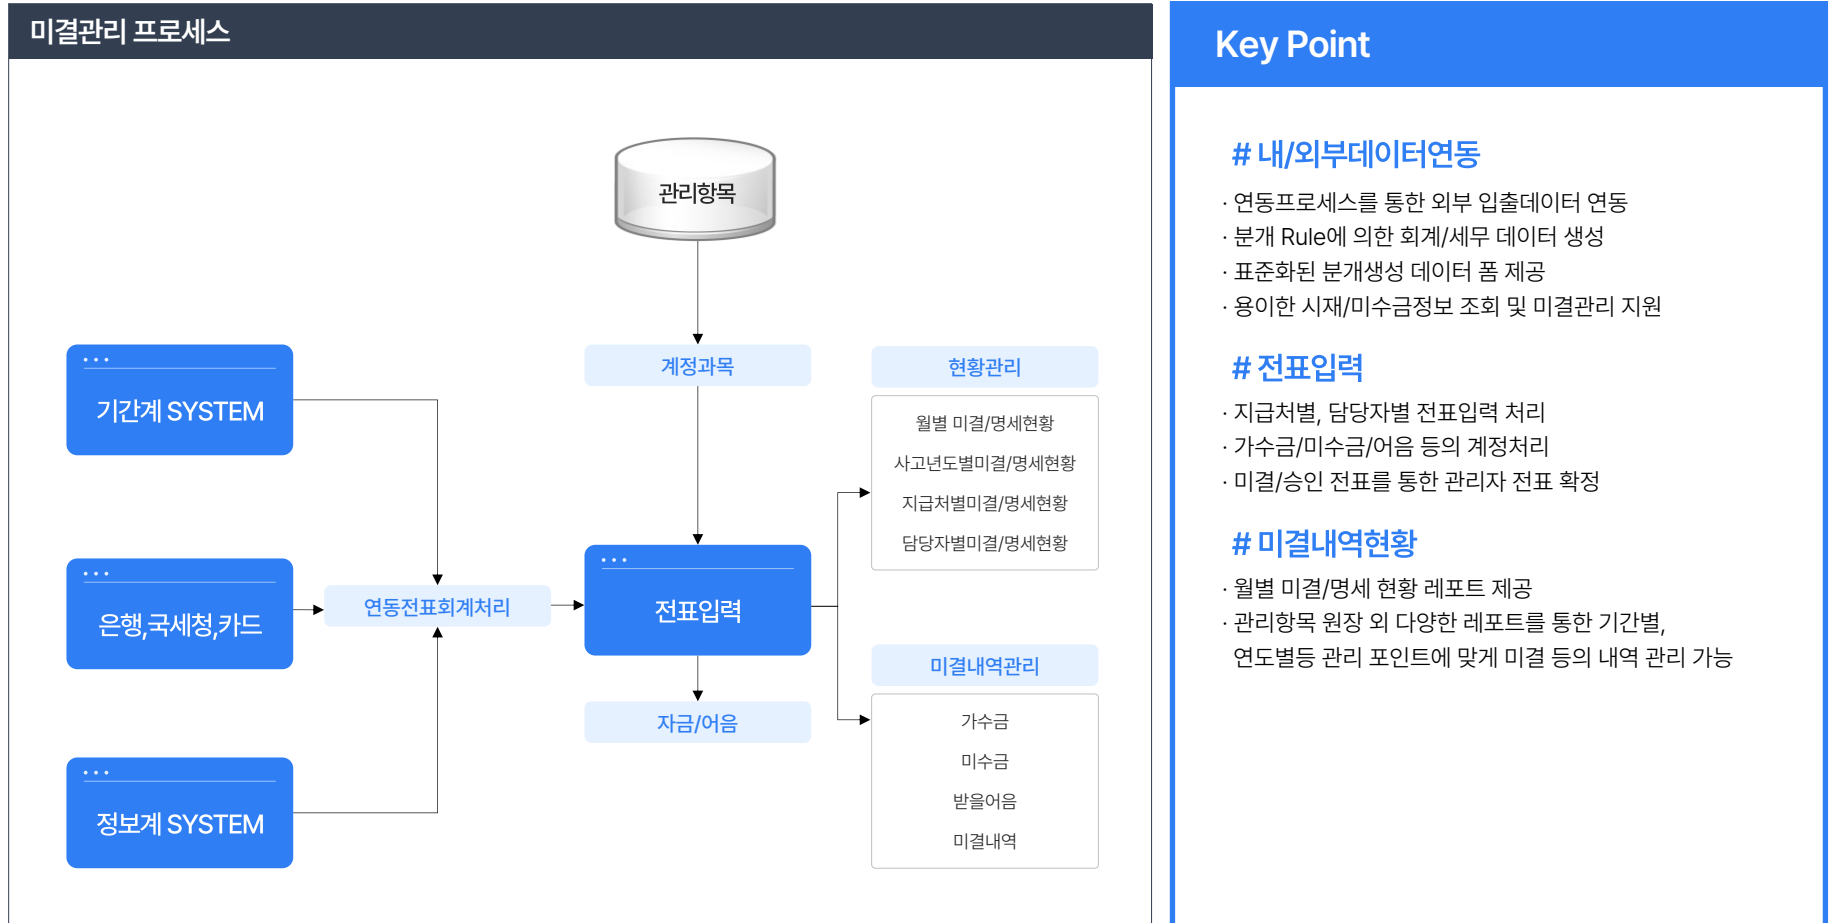 미결관리 프로세스
관리항목
계정과목
기간계 SYSTEM
은행,국세청,카드
정보계 SYSTEM
연동전표회계처리
전표입력
자금/어음
현황관리
월별 미결/명세현황
사고년도별미결/명세현황
지급처별미결/명세현황
담당자별미결/명세현황
미결내역관리
가수금
미수금
받을어음
미결내역
Key Point
# 내/외부데이터연동
· 연동프로세스를 통한 외부 입출데이터 연동
· 분개 Rule에 의한 회계/세무 데이터 생성
· 표준화된 분개생성 데이터 폼 제공
· 용이한 시재/미수금정보 조회 및 미결관리 지원
# 전표입력
· 지급처별, 담당자별 전표입력 처리
· 가수금/미수금/어음 등의 계정처리
· 미결/승인 전표를 통한 관리자 전표 확정
# 미결내역현황
· 월별 미결/명세 현황 레포트 제공
· 관리항목 원장 외 다양한 레포트를 통한 기간별,
연도별등 관리 포인트에 맞게 미결 등의 내역 관리 가능